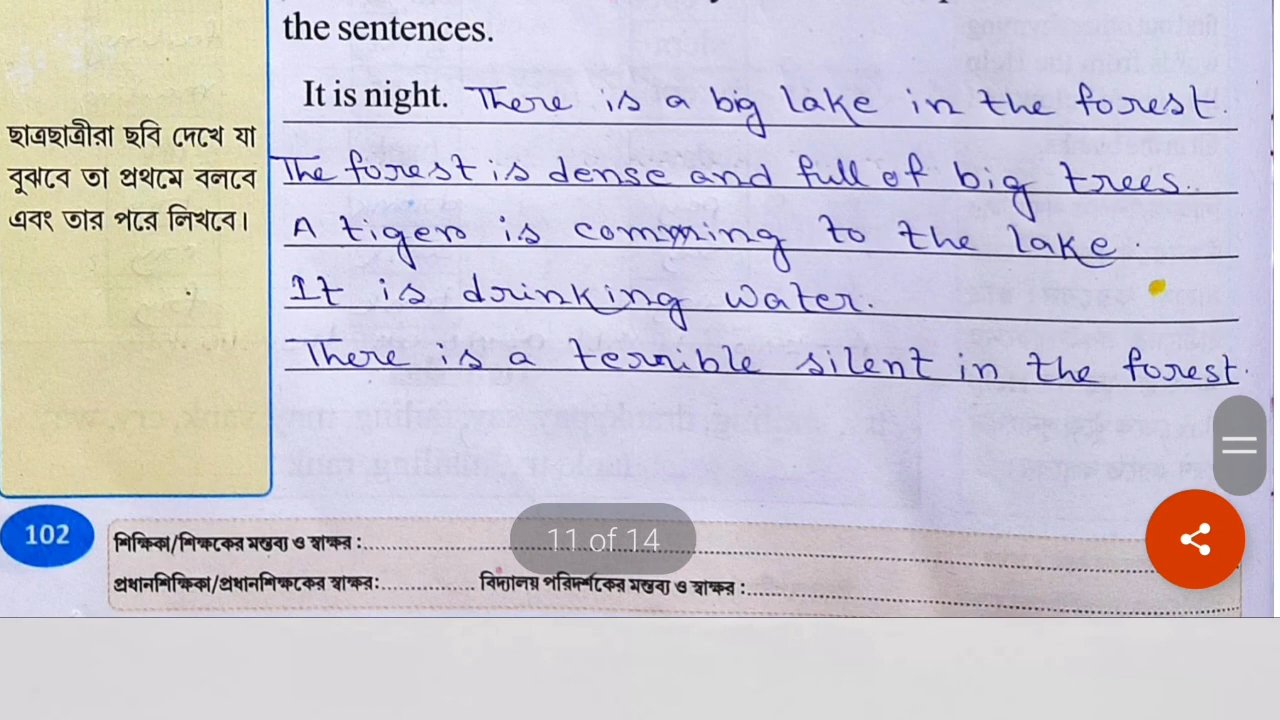 the sentences.
It is night. There is a big lake in the forest.
The forest is dense and full of big trees.
A tiger is comming to the lake.
It is drinking water.
There is a terrible silent in the forest.
ছাত্রছাত্রীরা ছবি দেখে যা
বুঝবে তা প্রথমে বলবে
এবং তার পরে লিখবে।
102
শিক্ষিকা/শিক্ষকের মন্তব্য ও স্বাক্ষর :
প্রধানশিক্ষিকা/প্রধানশিক্ষকের স্বাক্ষর: বিদ্যালয় পরিদর্শকের মন্তব্য ও স্বাক্ষর :
11 of 14